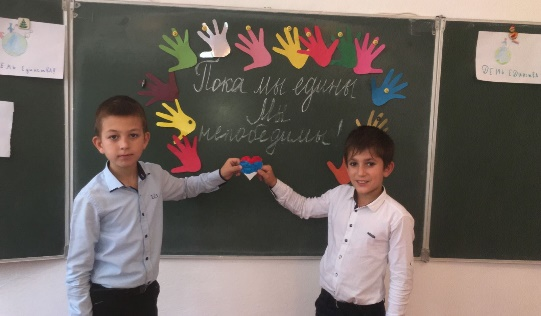 Пока мы едины
Мы
непобедимы!